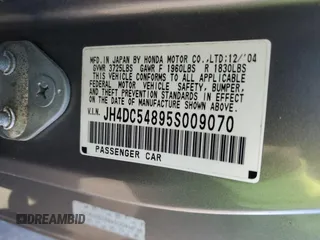 MFD. IN JAPAN BY HONDA MOTOR CO., LTD; 12/'04
GVWR 3725LBS GAWR F 1960LBS R 1830LBS
THIS VEHICLE CONFORMS TO ALL APPLICABLE
FEDERAL MOTOR VEHICLE SAFETY, BUMPER, AND
THEFT PREVENTION STANDARDS IN EFFECT ON THE
DATE OF MANUFACTURE SHOWN ABOVE.
V.I.N. JH4DC54895S009070
PASSENGER CAR
DREAMBID